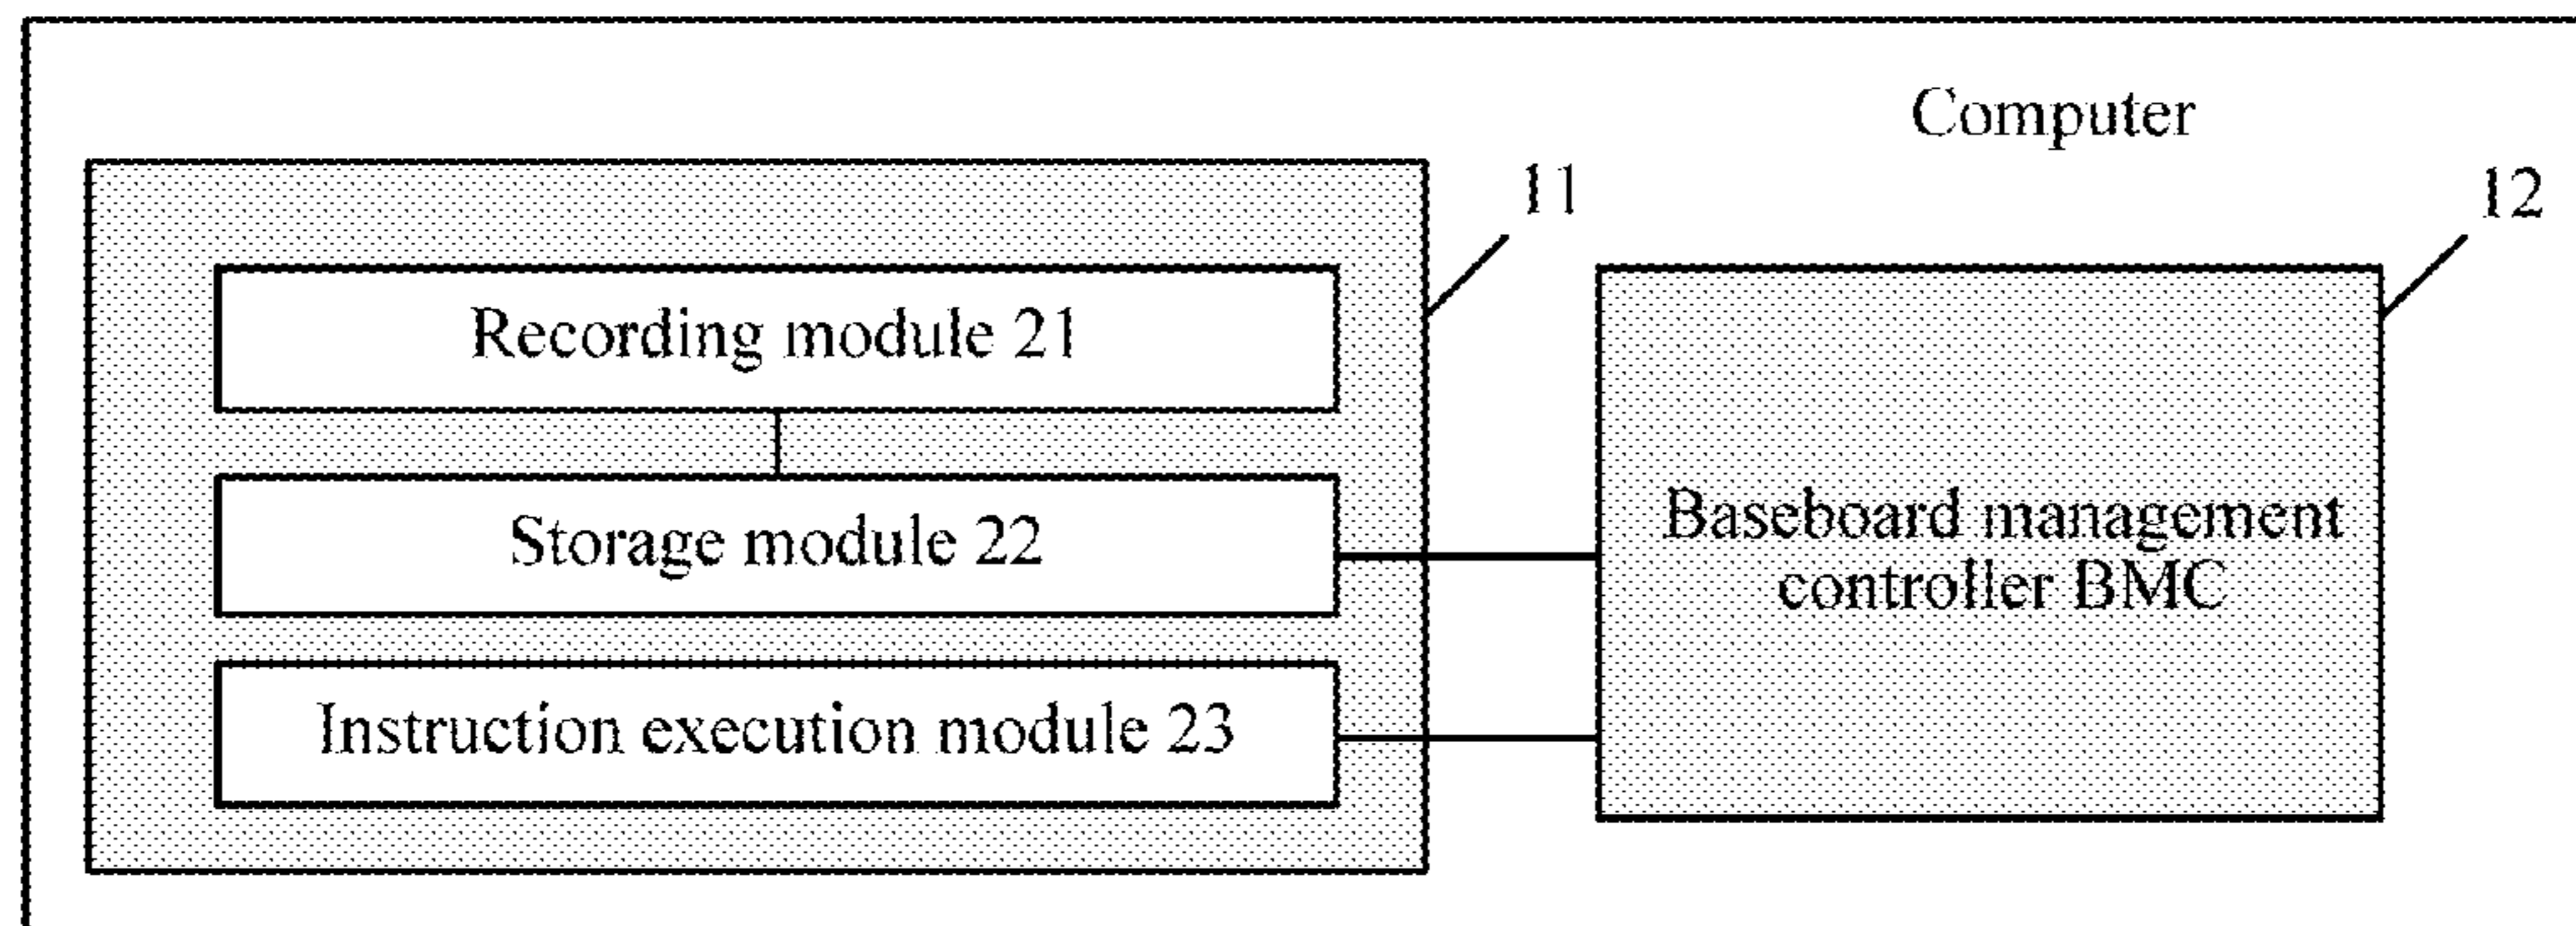 Computer
11
12
Recording module 21
Storage module 22
Instruction execution module 23
Baseboard management
controller BMC